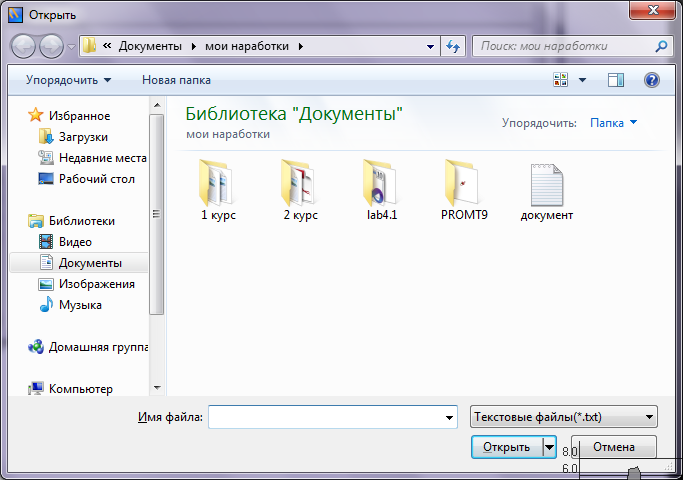 Открыть
« Документы ▸ мои наработки ▸
Поиск: мои наработки
Упорядочить ▾ Новая папка
Избранное
Загрузки
Недавние места
Рабочий стол
Библиотеки
Видео
Документы
Изображения
Музыка
Домашняя группа
Компьютер
Библиотека "Документы"
мои наработки
Упорядочить: Папка ▾
1 курс
2 курс
lab4.1
PROMT9
документ
Имя файла:
Текстовые файлы(*.txt)
Открыть
Отмена
8.0
6.0